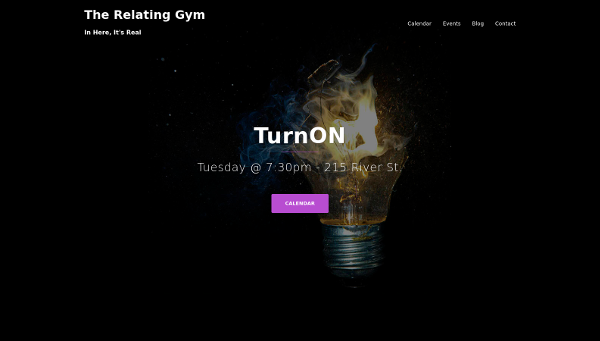 The Relating Gym
In Here, It's Real
Calendar Events Blog Contact
TurnON
Tuesday @ 7:30pm - 215 River St.
CALENDAR